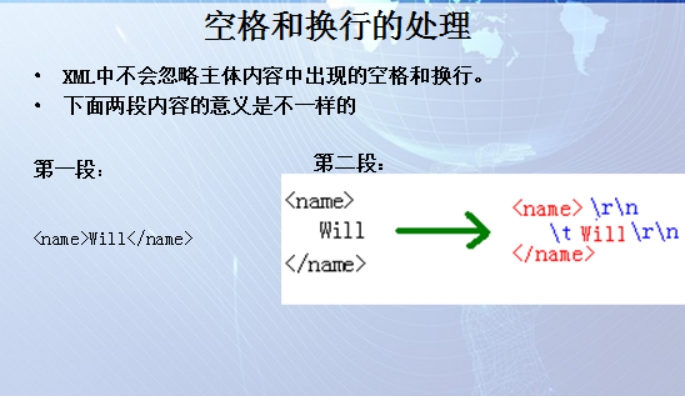 空格和换行的处理
• XML中不会忽略主体内容中出现的空格和换行。
• 下面两段内容的意义是不一样的
第一段：
<name>Will</name>
第二段：
<name>
Will
</name>
<name>\r\n
\t Will\r\n
</name>